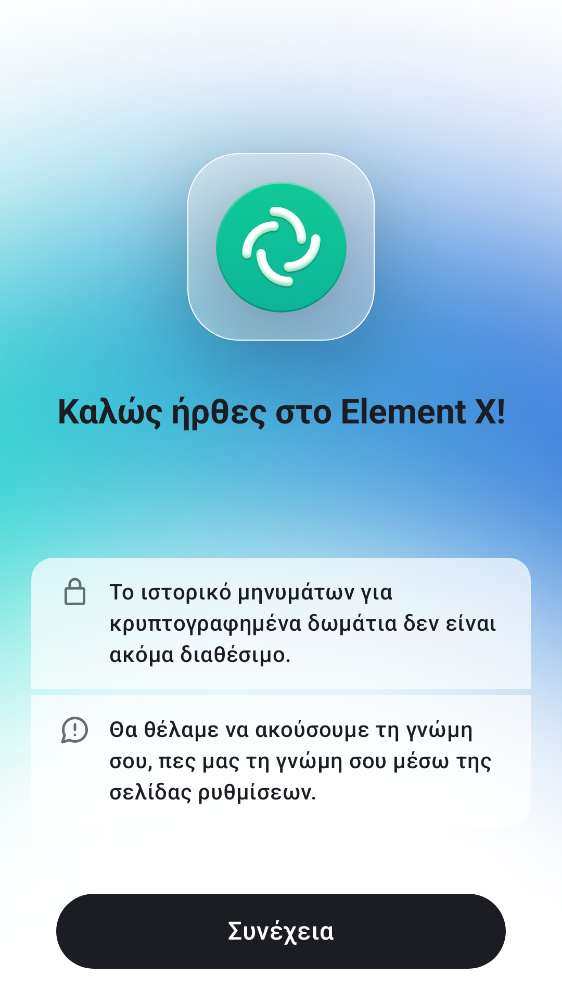 Καλώς ήρθες στο Element X!
Το ιστορικό μηνυμάτων για
κρυπτογραφημένα δωμάτια δεν είναι
ακόμα διαθέσιμο.
Θα θέλαμε να ακούσουμε τη γνώμη
σου, πες μας τη γνώμη σου μέσω της
σελίδας ρυθμίσεων.
Συνέχεια